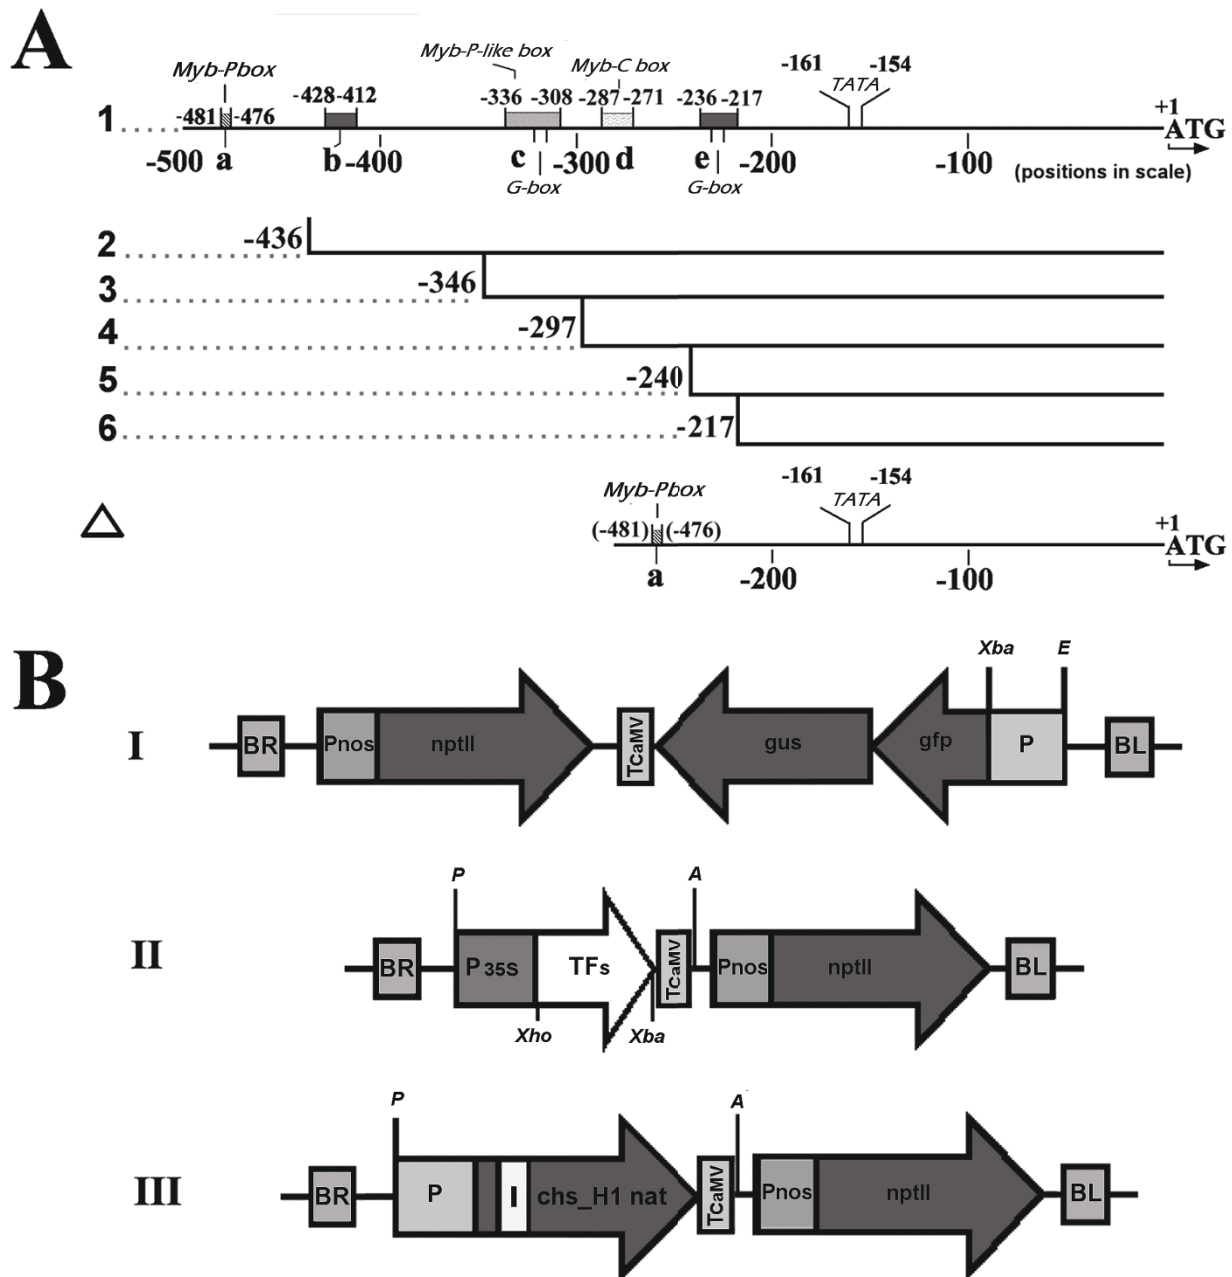 A
Myb-Pbox
Myb-P-like box
Myb-C box
-161 TATA -154
1 -481 -476 -428 -412 -336 -308 -287 -271 -236 -217 +1
ATG
-500 a b -400 c -300 d e -200 -100 (positions in scale)
G-box G-box
2 -436
3 -346
4 -297
5 -240
6 -217
Myb-Pbox -161 TATA -154
△ (-481) (-476) +1
ATG
a -200 -100
B
Xba E
I BR Pnos nptII TCaMV gus gfp P BL
P A
II BR P35S TFs TCaMV Pnos nptII BL
Xho Xba
P A
III BR P I chs_H1 nat TCaMV Pnos nptII BL